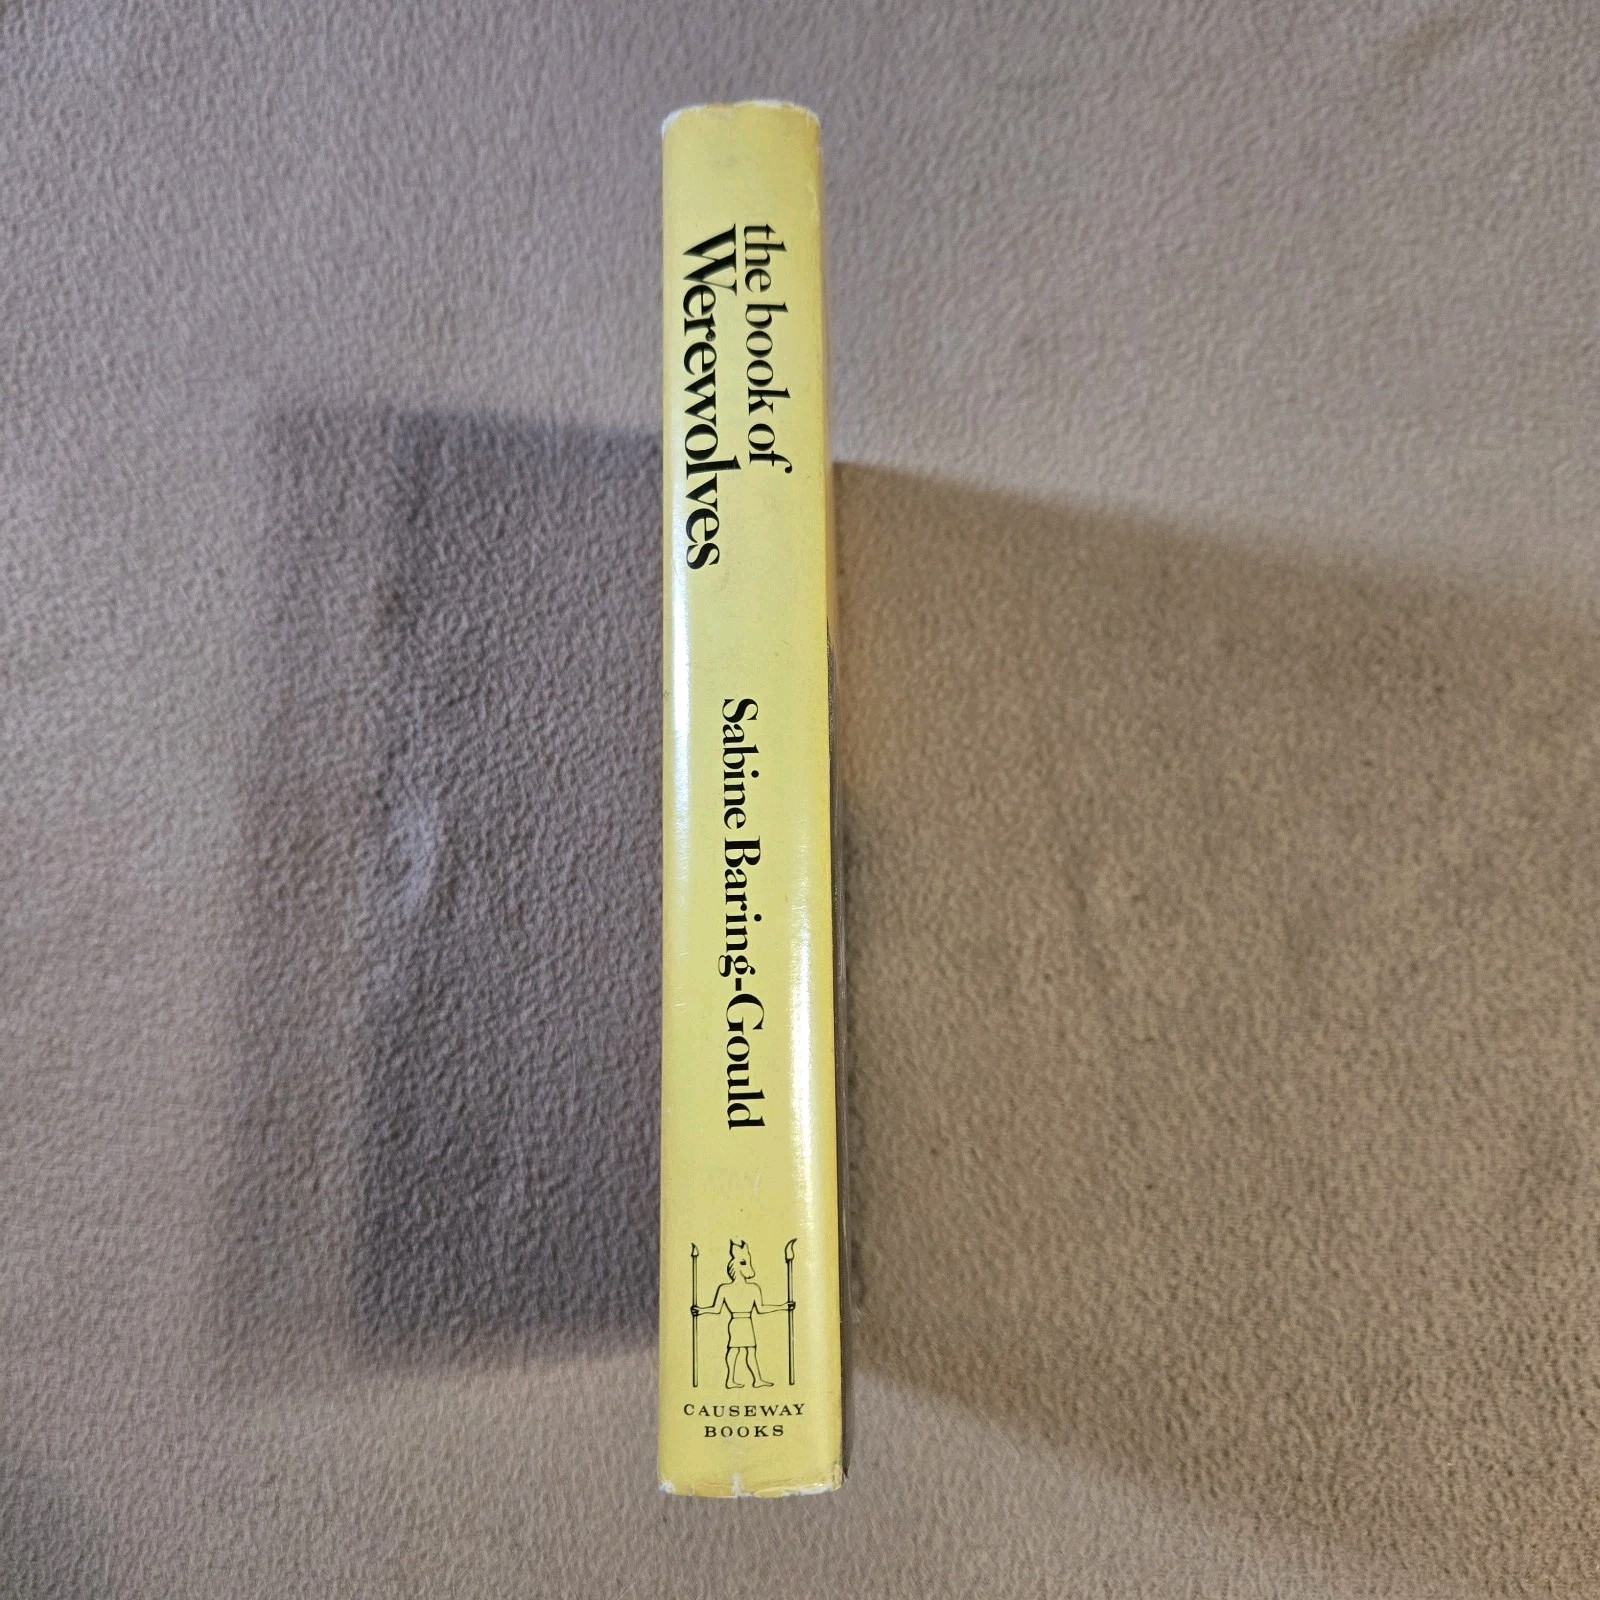 the book of
Werewolves
Sabine Baring-Gould
CAUSEWAY
BOOKS